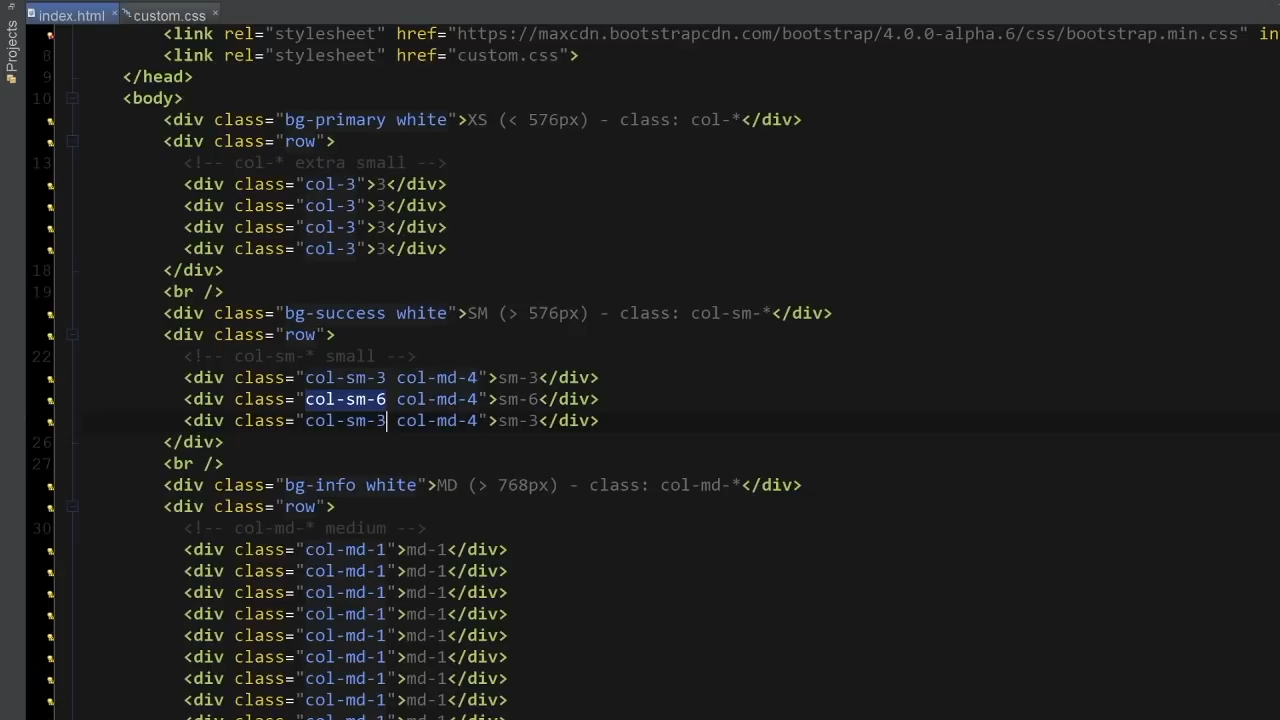 index.html
custom.css
Projects
<link rel="stylesheet" href="https://maxcdn.bootstrapcdn.com/bootstrap/4.0.0-alpha.6/css/bootstrap.min.css" in
8 <link rel="stylesheet" href="custom.css">
9 </head>
10 <body>
<div class="bg-primary white">XS (< 576px) - class: col-*</div>
<div class="row">
13 <!-- col-* extra small -->
<div class="col-3">3</div>
<div class="col-3">3</div>
<div class="col-3">3</div>
<div class="col-3">3</div>
18 </div>
19 <br />
<div class="bg-success white">SM (> 576px) - class: col-sm-*</div>
<div class="row">
22 <!-- col-sm-* small -->
<div class="col-sm-3 col-md-4">sm-3</div>
<div class="col-sm-6 col-md-4">sm-6</div>
<div class="col-sm-3 col-md-4">sm-3</div>
26 </div>
27 <br />
<div class="bg-info white">MD (> 768px) - class: col-md-*</div>
<div class="row">
30 <!-- col-md-* medium -->
<div class="col-md-1">md-1</div>
<div class="col-md-1">md-1</div>
<div class="col-md-1">md-1</div>
<div class="col-md-1">md-1</div>
<div class="col-md-1">md-1</div>
<div class="col-md-1">md-1</div>
<div class="col-md-1">md-1</div>
<div class="col-md-1">md-1</div>